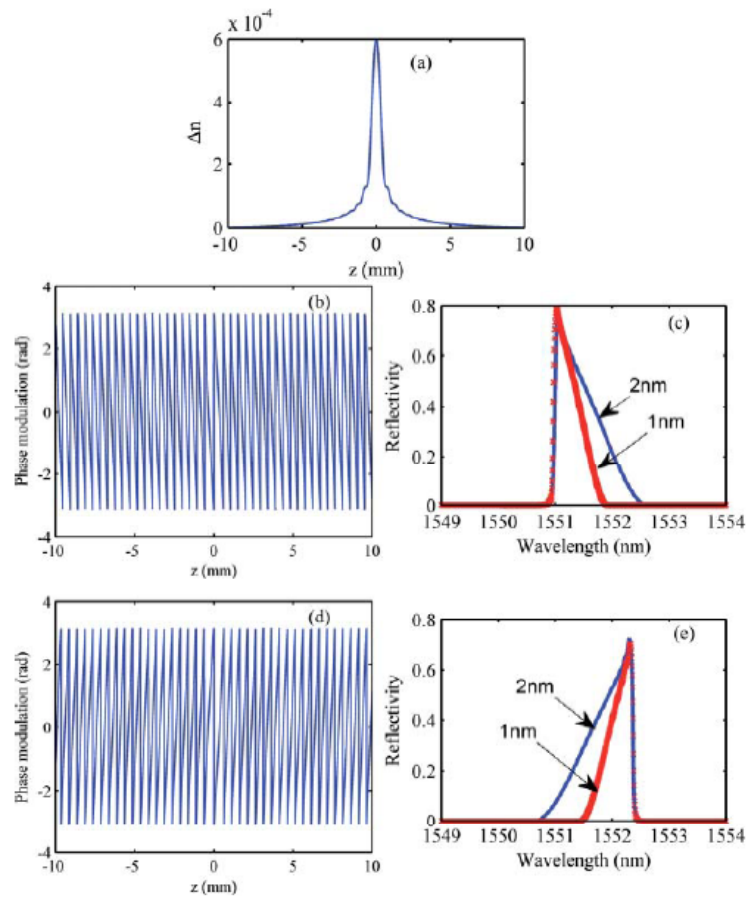 x 10⁻⁴
6
(a)
4
Δn
2
0
-10 -5 0 5 10
z (mm)
4
(b)
2
Phase modulation (rad)
0
-2
-4
-10 -5 0 5 10
z (mm)
0.8
(c)
0.6
2nm
Reflectivity
0.4
1nm
0.2
0
1549 1550 1551 1552 1553 1554
Wavelength (nm)
4
(d)
2
Phase modulation (rad)
0
-2
-4
-10 -5 0 5 10
z (mm)
0.8
(e)
0.6
2nm
Reflectivity
0.4
1nm
0.2
0
1549 1550 1551 1552 1553 1554
Wavelength (nm)